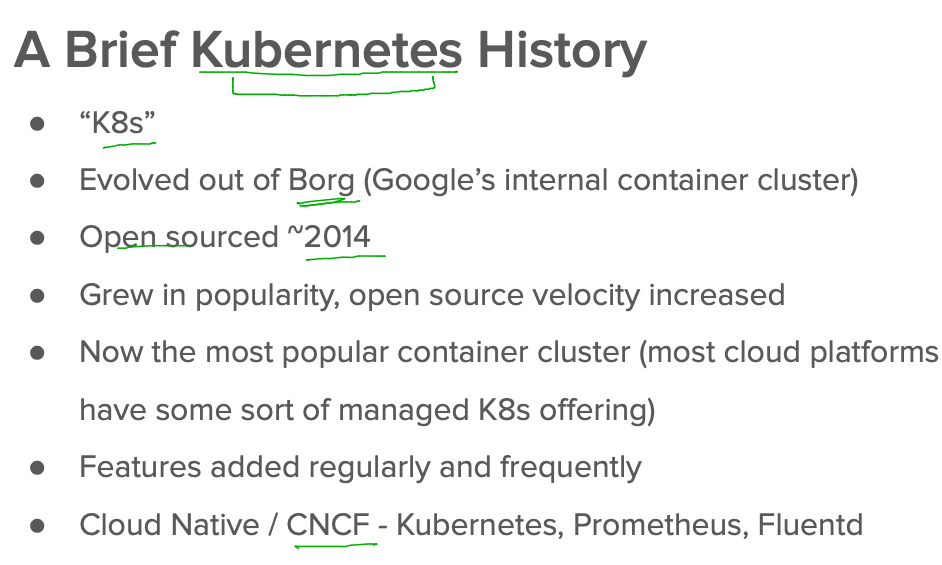 A Brief Kubernetes History
● “K8s”
● Evolved out of Borg (Google’s internal container cluster)
● Open sourced ~2014
● Grew in popularity, open source velocity increased
● Now the most popular container cluster (most cloud platforms
have some sort of managed K8s offering)
● Features added regularly and frequently
● Cloud Native / CNCF - Kubernetes, Prometheus, Fluentd